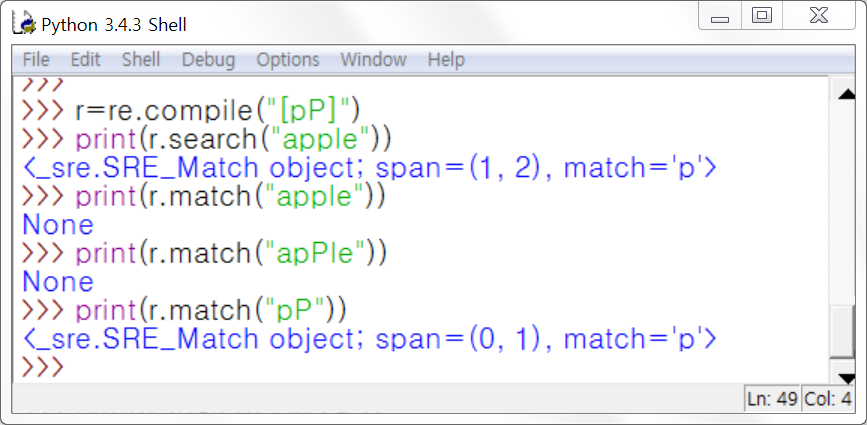 Python 3.4.3 Shell
File Edit Shell Debug Options Window Help
>>>
>>> r=re.compile("[pP]")
>>> print(r.search("apple"))
<_sre.SRE_Match object; span=(1, 2), match='p'>
>>> print(r.match("apple"))
None
>>> print(r.match("apPle"))
None
>>> print(r.match("pP"))
<_sre.SRE_Match object; span=(0, 1), match='p'>
>>>
Ln: 49 Col: 4